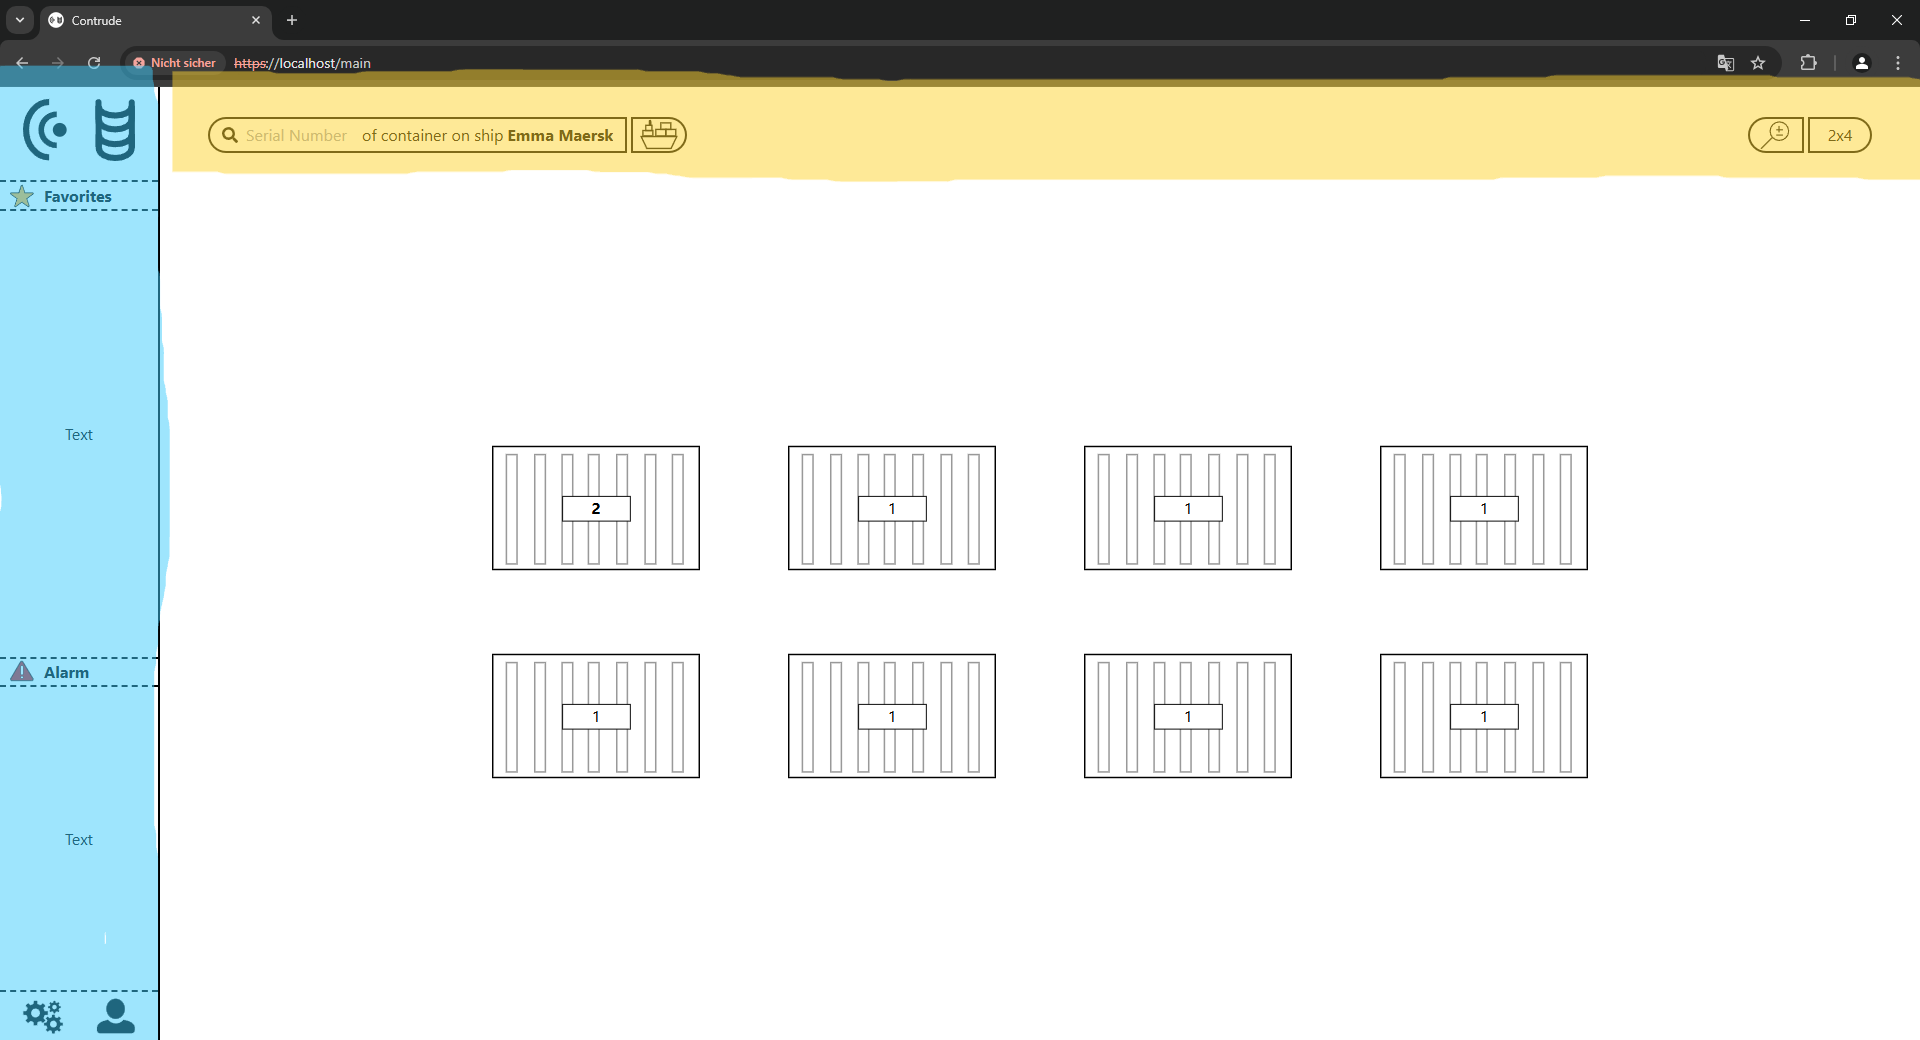 Contrude
Nicht sicher https://localhost/main
Serial Number of container on ship Emma Maersk
2x4
Favorites
Text
2 1 1 1
Alarm
1 1 1 1
Text